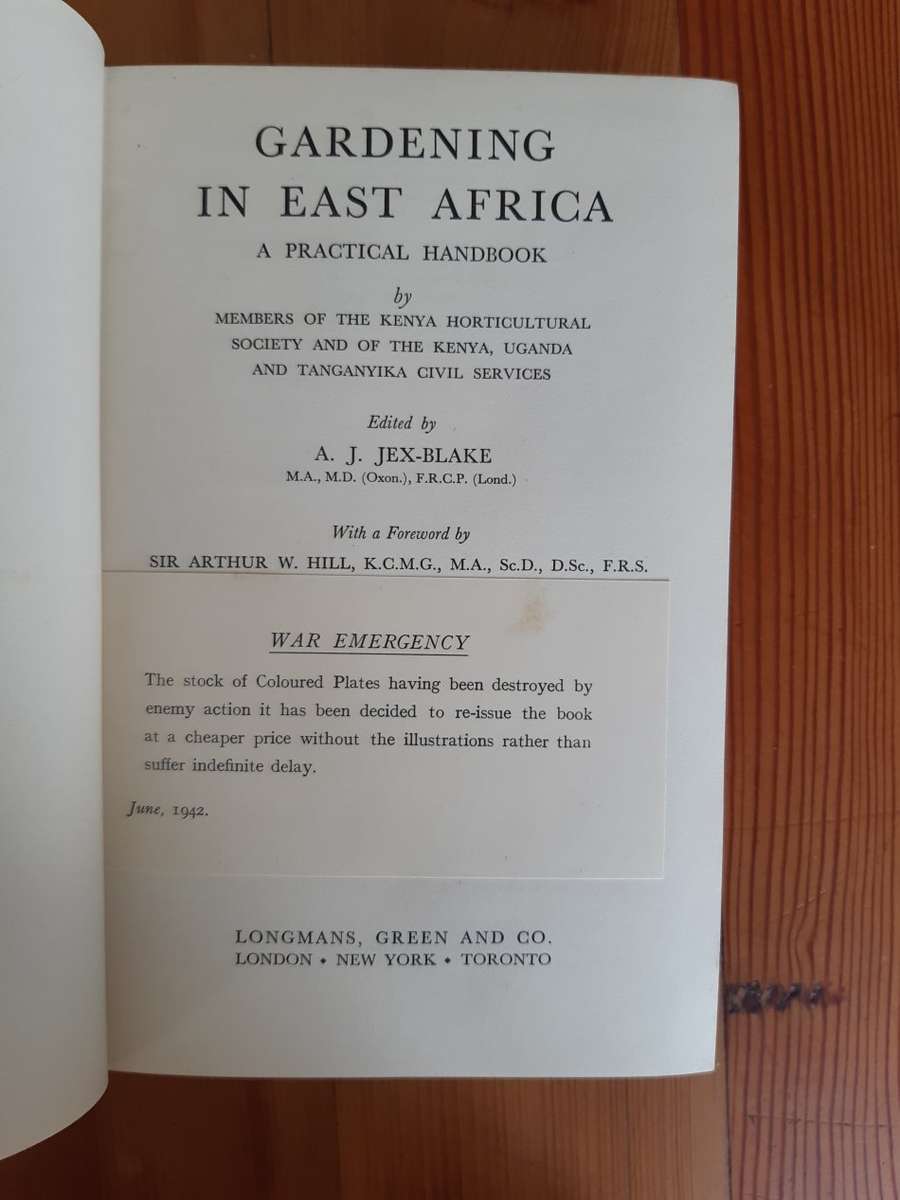 GARDENING
IN EAST AFRICA
A PRACTICAL HANDBOOK
by
MEMBERS OF THE KENYA HORTICULTURAL
SOCIETY AND OF THE KENYA, UGANDA
AND TANGANYIKA CIVIL SERVICES
Edited by
A. J. JEX-BLAKE
M.A., M.D. (Oxon.), F.R.C.P. (Lond.)
With a Foreword by
SIR ARTHUR W. HILL, K.C.M.G., M.A., Sc.D., D.Sc., F.R.S.
WAR EMERGENCY
The stock of Coloured Plates having been destroyed by
enemy action it has been decided to re-issue the book
at a cheaper price without the illustrations rather than
suffer indefinite delay.
June, 1942.
LONGMANS, GREEN AND CO.
LONDON • NEW YORK • TORONTO